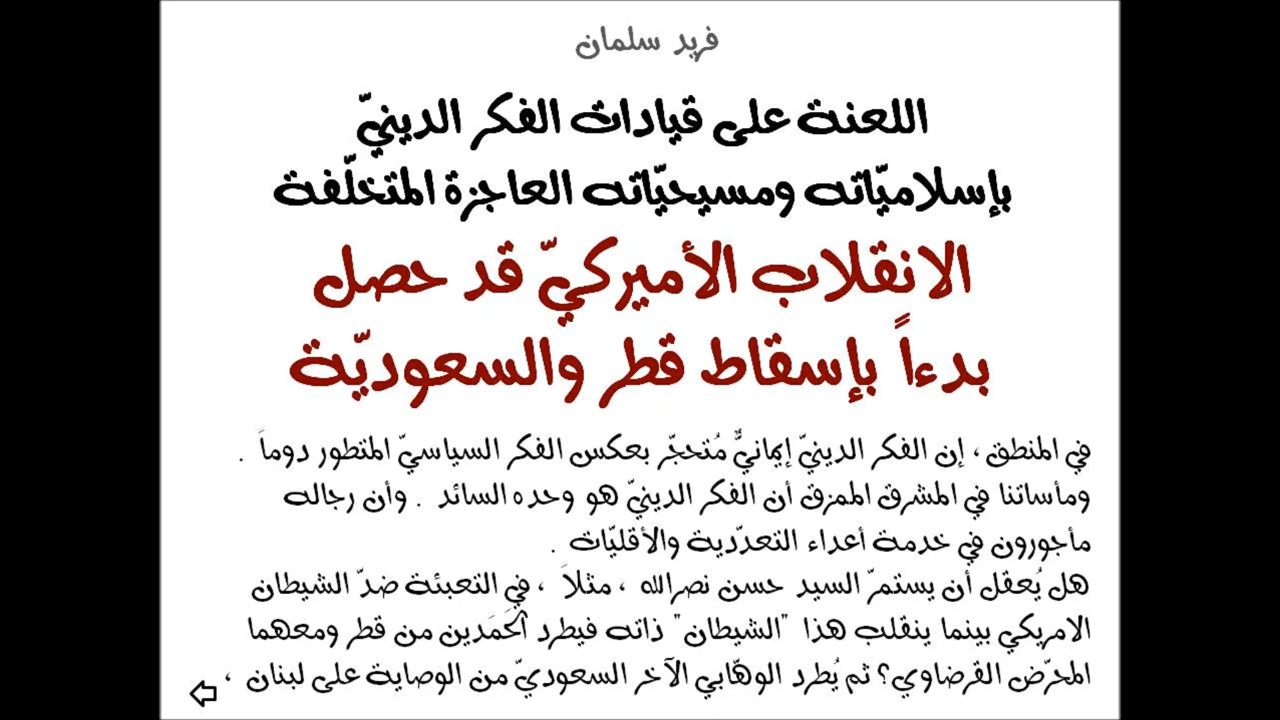 فريد سلمان
اللعنة على قيادات الفكر الدينيّ
بإسلاميّاته ومسيحيّاته العاجزة المتخلّفة
الانقلاب الأميركيّ قد حصل
بدءاً بإسقاط قطر والسعوديّة
في المنطق ، إن الفكر الدينيّ إيمانيٌّ مُتحجّر بعكس الفكر السياسيّ المتطور دوماَ .
ومأساتنا في المشرق الممزق أن الفكر الدينيّ هو وحده السائد . وأن رجاله
مأجورون في خدمة أعداء التعدّدية والأقليّات .
هل يُعقل أن يستمرّ السيد حسن نصرالله ، مثلاَ ، في التعبئة ضدّ الشيطان
الامريكي بينما ينقلب هذا "الشيطان" ذاته فيطرد الحَمَدين من قطر ومعهما
المحرّض القرضاوي؟ ثم يُطرد الوهّابي الآخر السعوديّ من الوصاية على لبنان ،